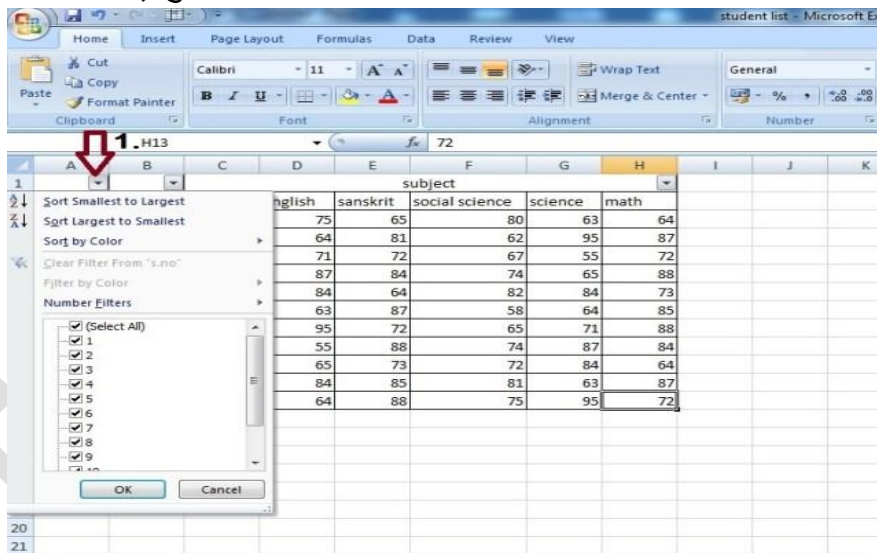 student list - Microsoft E
Home Insert Page Layout Formulas Data Review View
Cut
Copy
Format Painter
Paste
Calibri 11 A A
B I U A
Wrap Text
Merge & Center
General
% ,
Clipboard Font Alignment Number
1. H13 fx 72
A B C D E F G H I J K
1 subject
Sort Smallest to Largest
Sort Largest to Smallest
Sort by Color
Clear Filter From "s.no"
Filter by Color
Number Filters
(Select All)
1
2
3
4
5
6
7
8
9
10
OK Cancel
nglish sanskrit social science science math
75 65 80 63 64
64 81 62 95 87
71 72 67 55 72
87 84 74 65 88
84 64 82 84 73
63 87 58 64 85
95 72 65 71 88
55 88 74 87 84
65 73 72 84 64
84 85 81 63 87
64 88 75 95 72
20
21